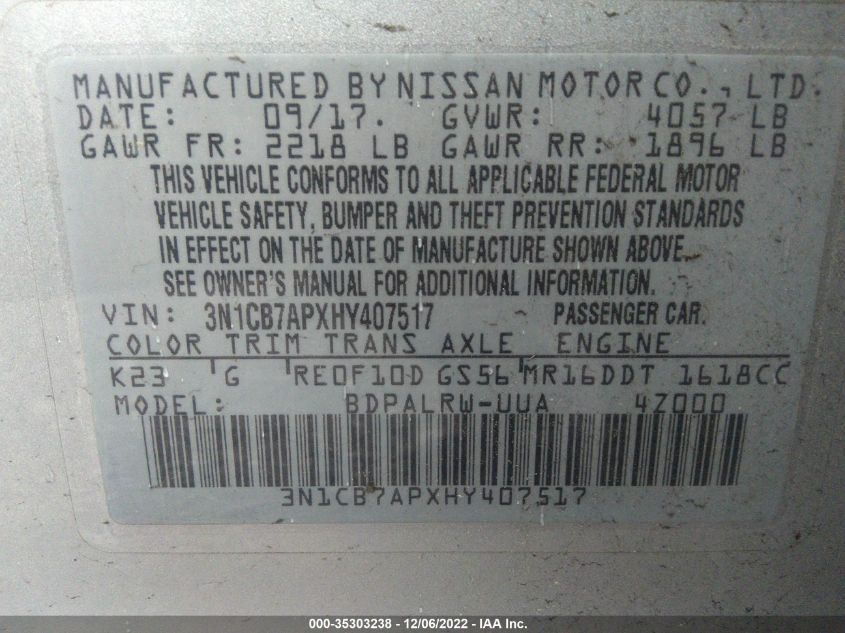 MANUFACTURED BY NISSAN MOTOR CO., LTD.
DATE: 09/17. GVWR: 4057 LB
GAWR FR: 2218 LB GAWR RR: 1896 LB
THIS VEHICLE CONFORMS TO ALL APPLICABLE FEDERAL MOTOR
VEHICLE SAFETY, BUMPER AND THEFT PREVENTION STANDARDS
IN EFFECT ON THE DATE OF MANUFACTURE SHOWN ABOVE.
SEE OWNER'S MANUAL FOR ADDITIONAL INFORMATION.
VIN: 3N1CB7APXHY407517 PASSENGER CAR.
COLOR TRIM TRANS AXLE ENGINE
K23 G RE0F10D GS56 MR16DDT 1618CC
MODEL: BDPALRW-UUA 4Z000
3N1CB7APXHY407517
000-35303238 - 12/06/2022 - IAA Inc.